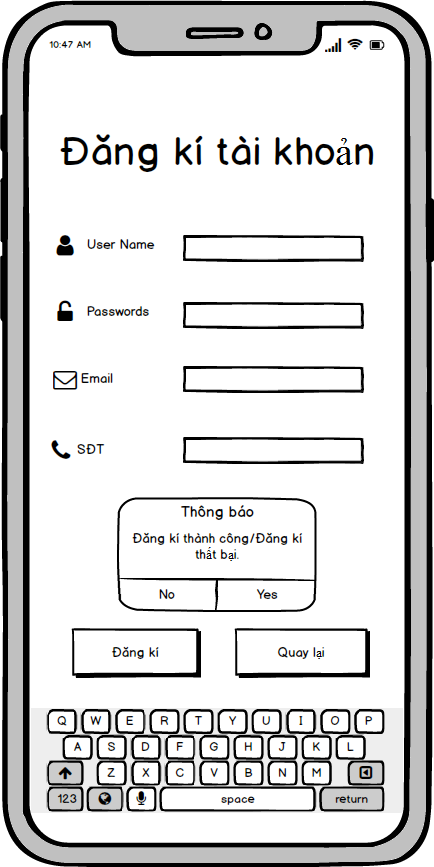 10:47 AM
Đăng kí tài khoản
User Name
Passwords
Email
SĐT
Thông báo
Đăng kí thành công/Đăng kí
thất bại.
No Yes
Đăng kí Quay lại
Q W E R T Y U I O P
A S D F G H J K L
Z X C V B N M
123 space return